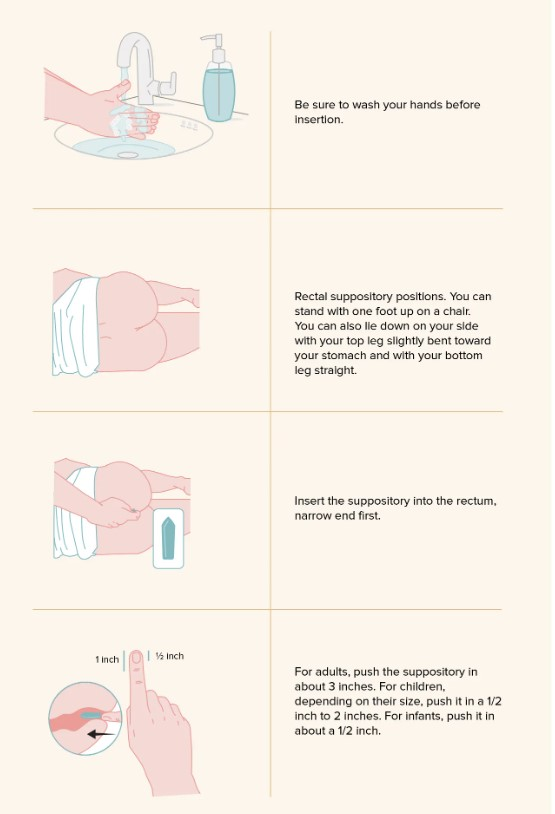 Be sure to wash your hands before
insertion.
Rectal suppository positions. You can
stand with one foot up on a chair.
You can also lie down on your side
with your top leg slightly bent toward
your stomach and with your bottom
leg straight.
Insert the suppository into the rectum,
narrow end first.
1 inch
½ inch
For adults, push the suppository in
about 3 inches. For children,
depending on their size, push it in a 1/2
inch to 2 inches. For infants, push it in
about a 1/2 inch.